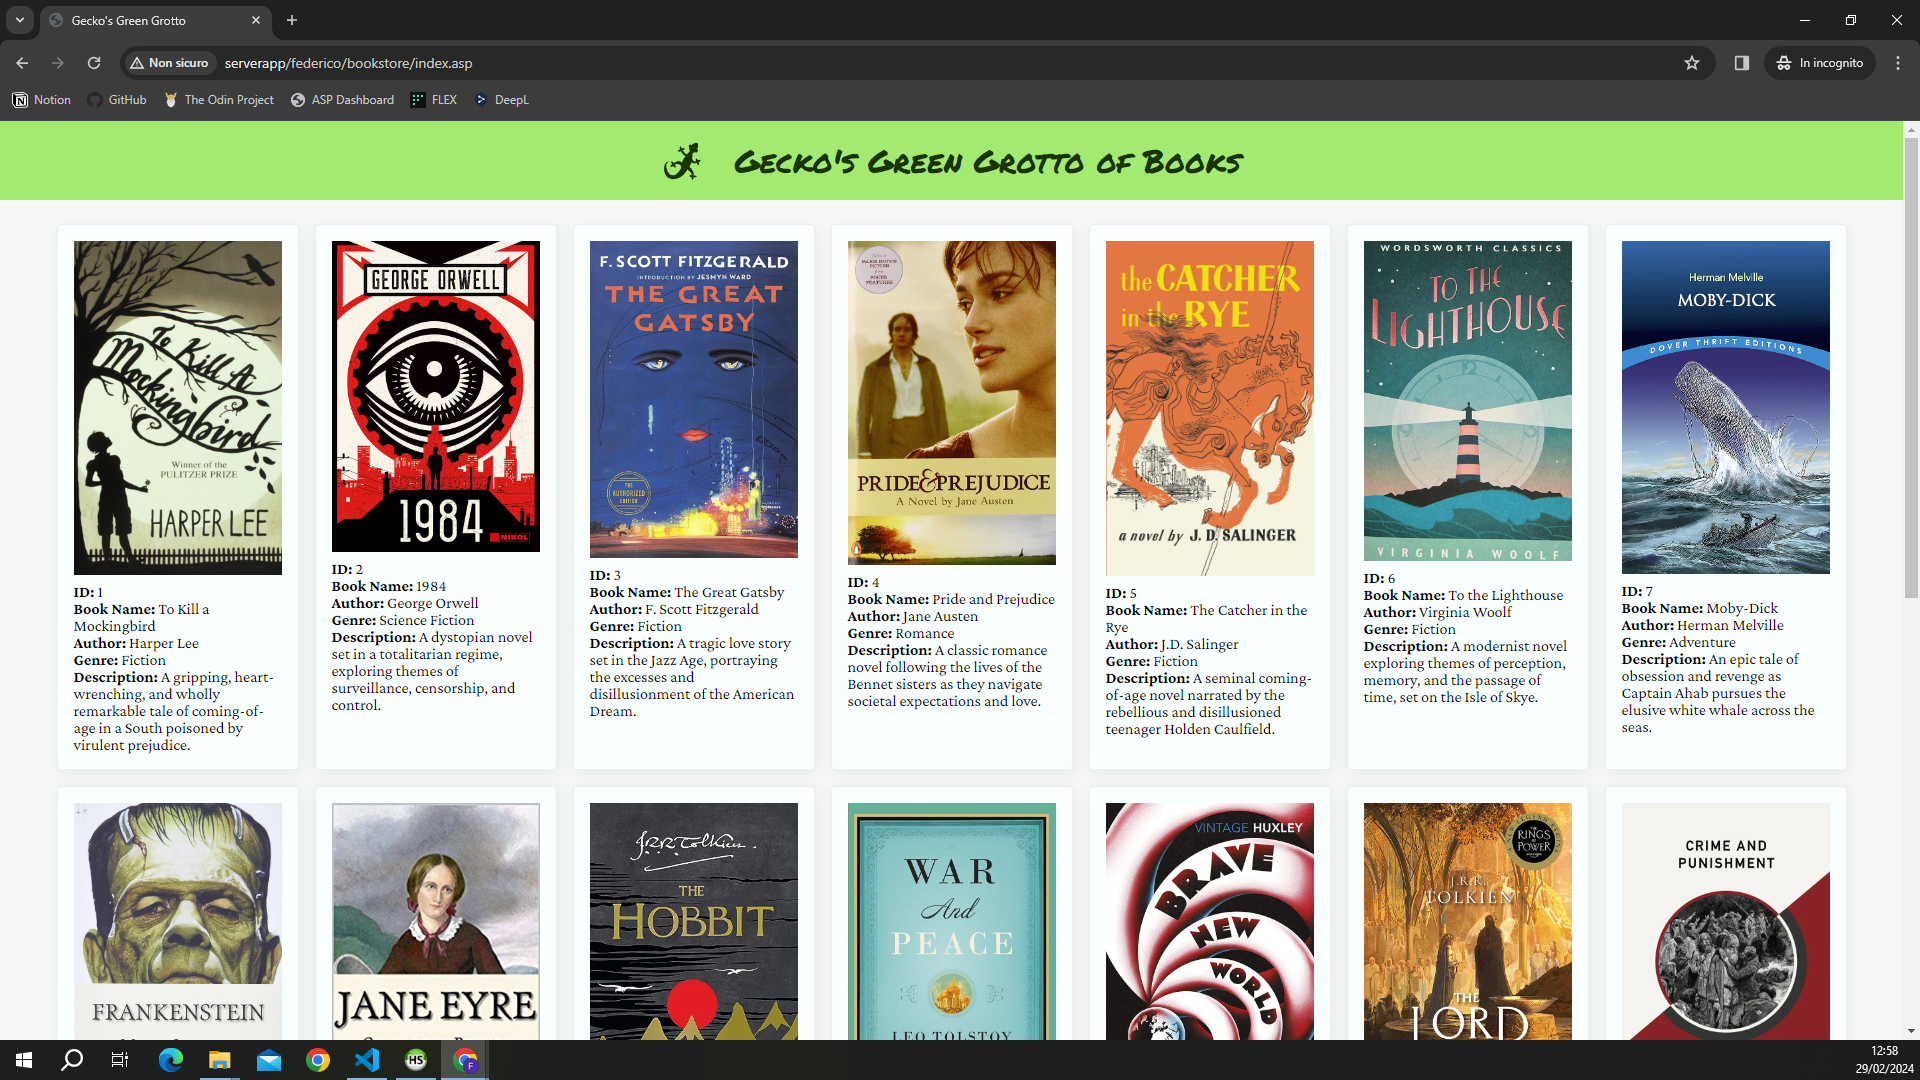 Gecko's Green Grotto
Non sicuro
serverapp/federico/bookstore/index.asp
In incognito
Notion
GitHub
The Odin Project
ASP Dashboard
FLEX
DeepL
Gecko's Green Grotto of Books
To Kill A
Mockingbird
Winner of the
PULITZER PRIZE
HARPER LEE
ID: 1
Book Name: To Kill a
Mockingbird
Author: Harper Lee
Genre: Fiction
Description: A gripping, heart-
wrenching, and wholly
remarkable tale of coming-of-
age in a South poisoned by
virulent prejudice.
GEORGE ORWELL
1984
NIKOL
ID: 2
Book Name: 1984
Author: George Orwell
Genre: Science Fiction
Description: A dystopian novel
set in a totalitarian regime,
exploring themes of
surveillance, censorship, and
control.
F. SCOTT FITZGERALD
INTRODUCTION BY JESMYN WARD
THE GREAT
GATSBY
THE
AUTHORIZED
EDITION
ID: 3
Book Name: The Great Gatsby
Author: F. Scott Fitzgerald
Genre: Fiction
Description: A tragic love story
set in the Jazz Age, portraying
the excesses and
disillusionment of the American
Dream.
MAJOR MOTION
PICTURE
FOCUS
FEATURES
PRIDE & PREJUDICE
A Novel by Jane Austen
ID: 4
Book Name: Pride and Prejudice
Author: Jane Austen
Genre: Romance
Description: A classic romance
novel following the lives of the
Bennet sisters as they navigate
societal expectations and love.
the CATCHER
in the RYE
a novel by J. D. SALINGER
ID: 5
Book Name: The Catcher in the
Rye
Author: J.D. Salinger
Genre: Fiction
Description: A seminal coming-
of-age novel narrated by the
rebellious and disillusioned
teenager Holden Caulfield.
WORDSWORTH CLASSICS
TO THE
LIGHTHOUSE
VIRGINIA WOOLF
ID: 6
Book Name: To the Lighthouse
Author: Virginia Woolf
Genre: Fiction
Description: A modernist novel
exploring themes of perception,
memory, and the passage of
time, set on the Isle of Skye.
Herman Melville
MOBY-DICK
DOVER THRIFT EDITIONS
ID: 7
Book Name: Moby-Dick
Author: Herman Melville
Genre: Adventure
Description: An epic tale of
obsession and revenge as
Captain Ahab pursues the
elusive white whale across the
seas.
FRANKENSTEIN
JANE EYRE
J.R.R. Tolkien
THE
HOBBIT
WAR
And
PEACE
LEO TOLSTOY
VINTAGE HUXLEY
BRAVE
NEW
WORLD
THE
RINGS
OF
POWER
J.R.R.
TOLKIEN
THE
LORD
CRIME AND
PUNISHMENT
HS
F
12:58
29/02/2024